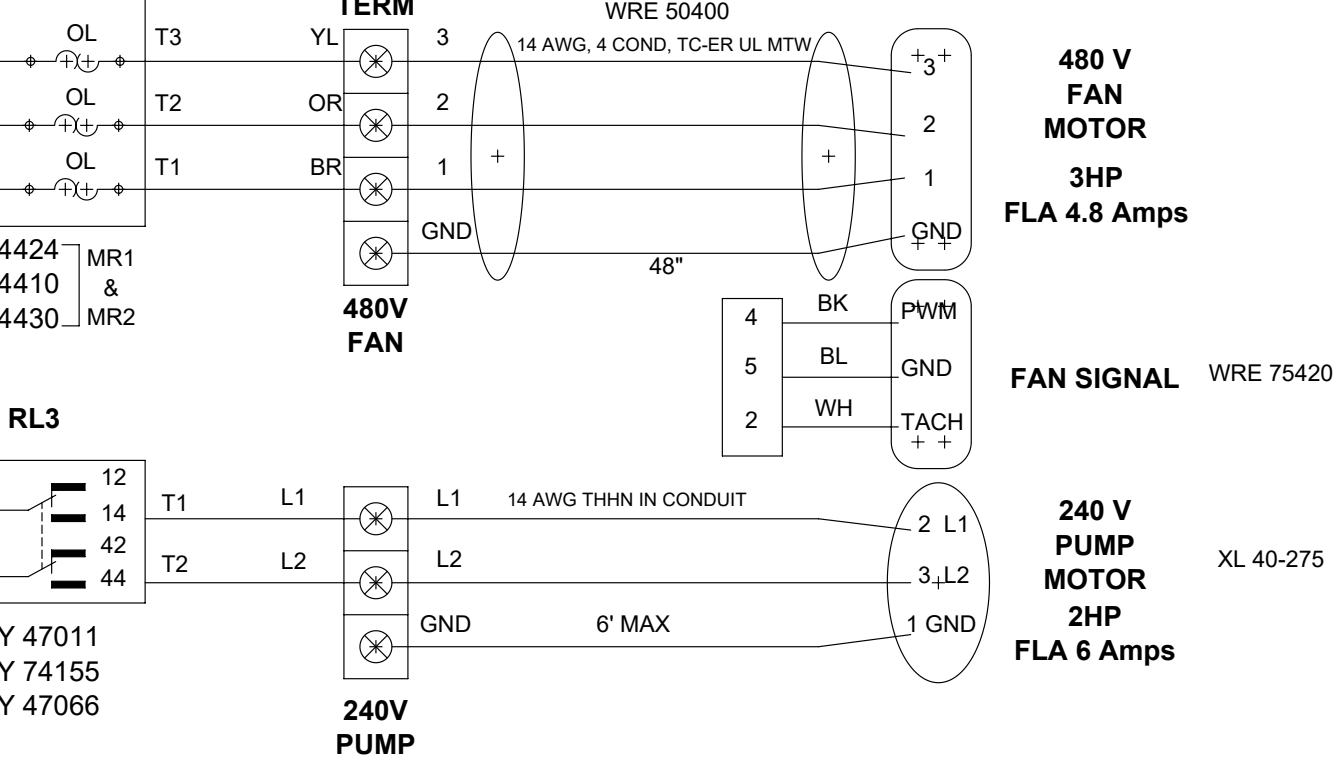 TERM
WRE 50400
OL T3 YL 3 14 AWG, 4 COND, TC-ER UL MTW 3
OL T2 OR 2 2
OL T1 BR 1 1
GND 48" GND
480 V
FAN
MOTOR
3HP
FLA 4.8 Amps
4424 MR1
4410 &
4430 MR2
480V
FAN
4 BK PWM
5 BL GND
2 WH TACH
FAN SIGNAL WRE 75420
RL3
12
14
42
44
T1 L1 L1 14 AWG THHN IN CONDUIT 2 L1
T2 L2 L2 3 L2
GND 6' MAX 1 GND
240 V
PUMP
MOTOR
2HP
FLA 6 Amps
XL 40-275
Y 47011
Y 74155
Y 47066
240V
PUMP